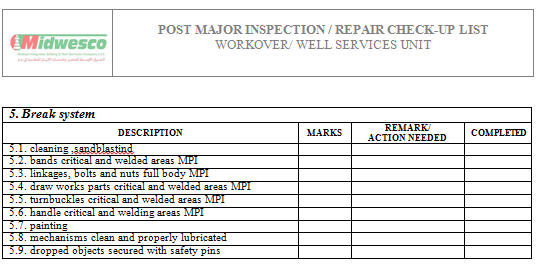 Midwesco
POST MAJOR INSPECTION / REPAIR CHECK-UP LIST
WORKOVER/ WELL SERVICES UNIT
5. Break system
DESCRIPTION MARKS REMARK/ ACTION NEEDED COMPLETED
5.1. cleaning ,sandblastind
5.2. bands critical and welded areas MPI
5.3. linkages, bolts and nuts full body MPI
5.4. draw works parts critical and welded areas MPI
5.5. turnbuckles critical and welded areas MPI
5.6. handle critical and welding areas MPI
5.7. painting
5.8. mechanisms clean and properly lubricated
5.9. dropped objects secured with safety pins